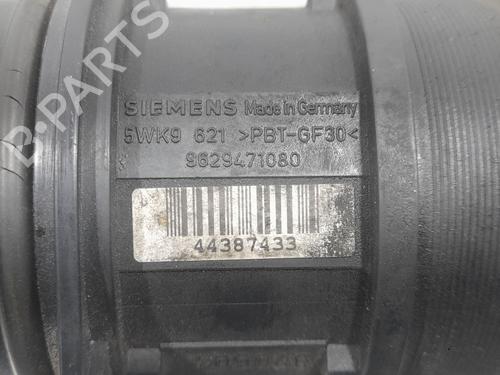 B-PARTS
SIEMENS Made in Germany
5WK9 621 >PBT-GF30<
9629471080
44387433